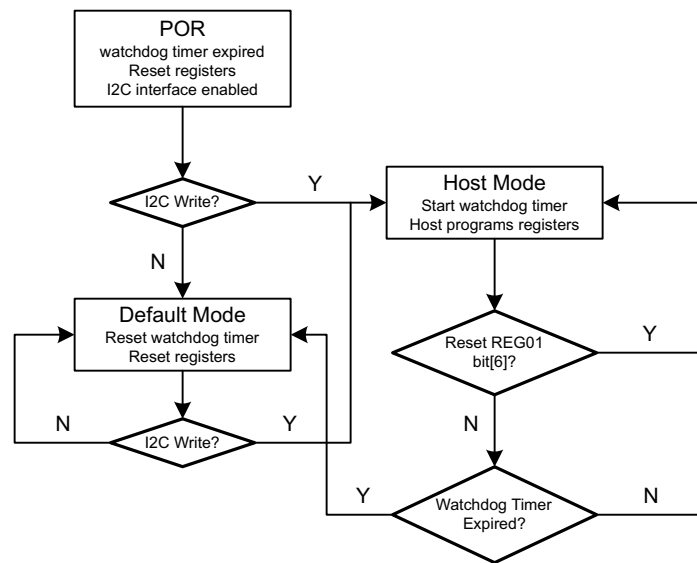 POR
watchdog timer expired
Reset registers
I2C interface enabled
I2C Write?
Y
N
Host Mode
Start watchdog timer
Host programs registers
Default Mode
Reset watchdog timer
Reset registers
I2C Write?
N
Y
Reset REG01
bit[6]?
Y
N
Watchdog Timer
Expired?
Y
N